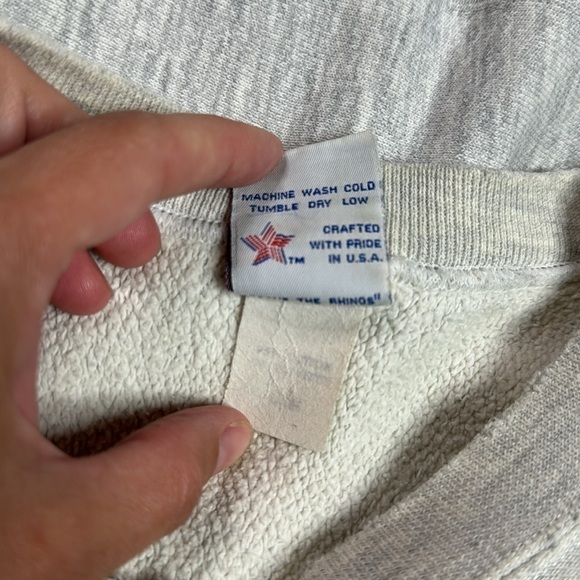 MACHINE WASH COLD
TUMBLE DRY LOW
CRAFTED
WITH PRIDE
TM IN U.S.A.
THE RHINOS"